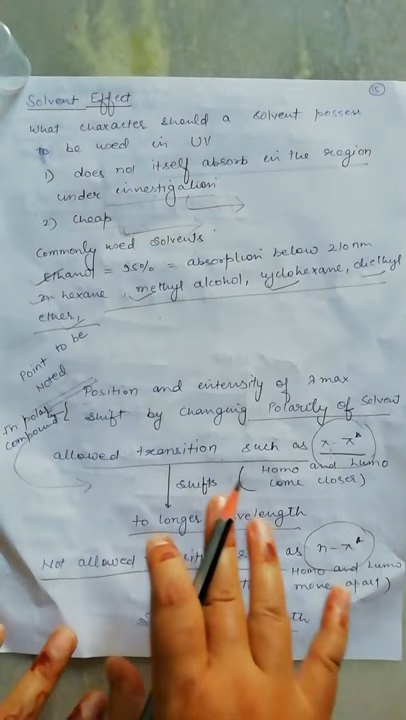 15
Solvent Effect
What character should a solvent possess
to be used in UV
1) does not itself absorb in the region
under investigation
2) Cheap
Commonly used solvents
Ethanol = 95% = absorption below 210 nm
n hexane, methyl alcohol, cyclohexane, diethyl
ether,
Point to be
Noted
In polar
compound
Position and intensity of λ max
shift by changing Polarity of Solvent
allowed transition such as π-π*
shifts (Homo and Lumo
come closer)
to longer wavelength
Not allowed as n-π*
Homo and Lumo
move apart)